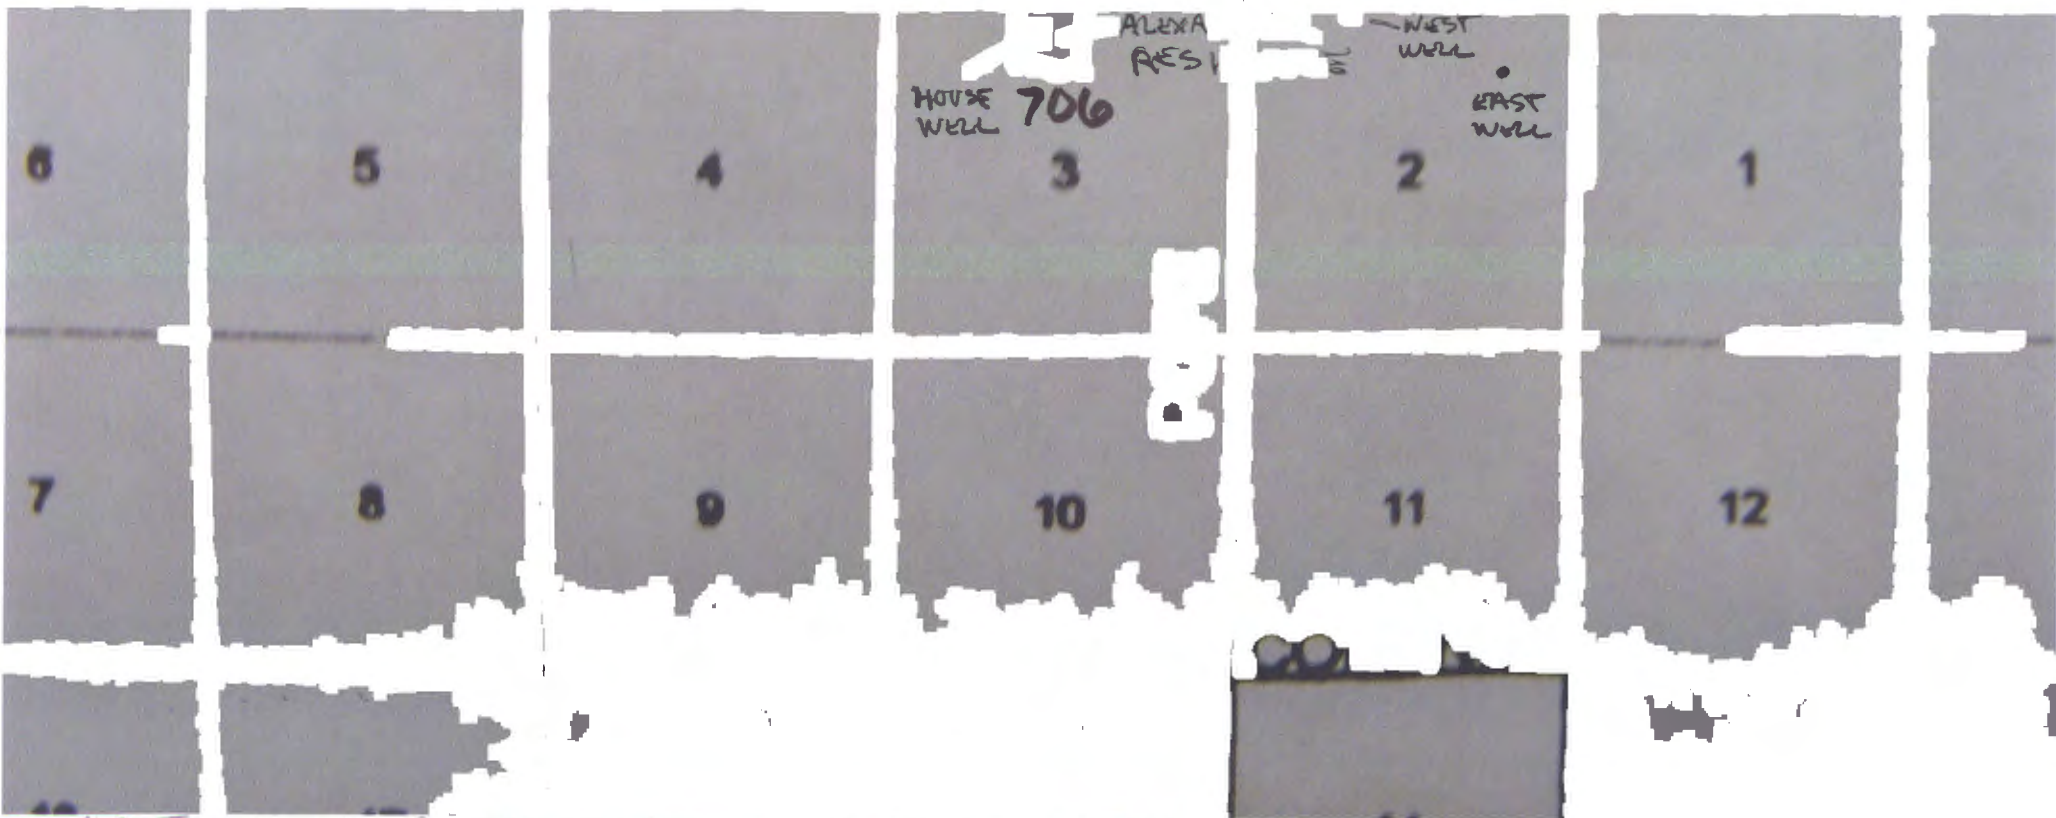 ALEXA
RES
WEST
WELL
HOUSE
WELL
706
EAST
WELL
6 5 4 3 2 1
7 8 9 10 11 12